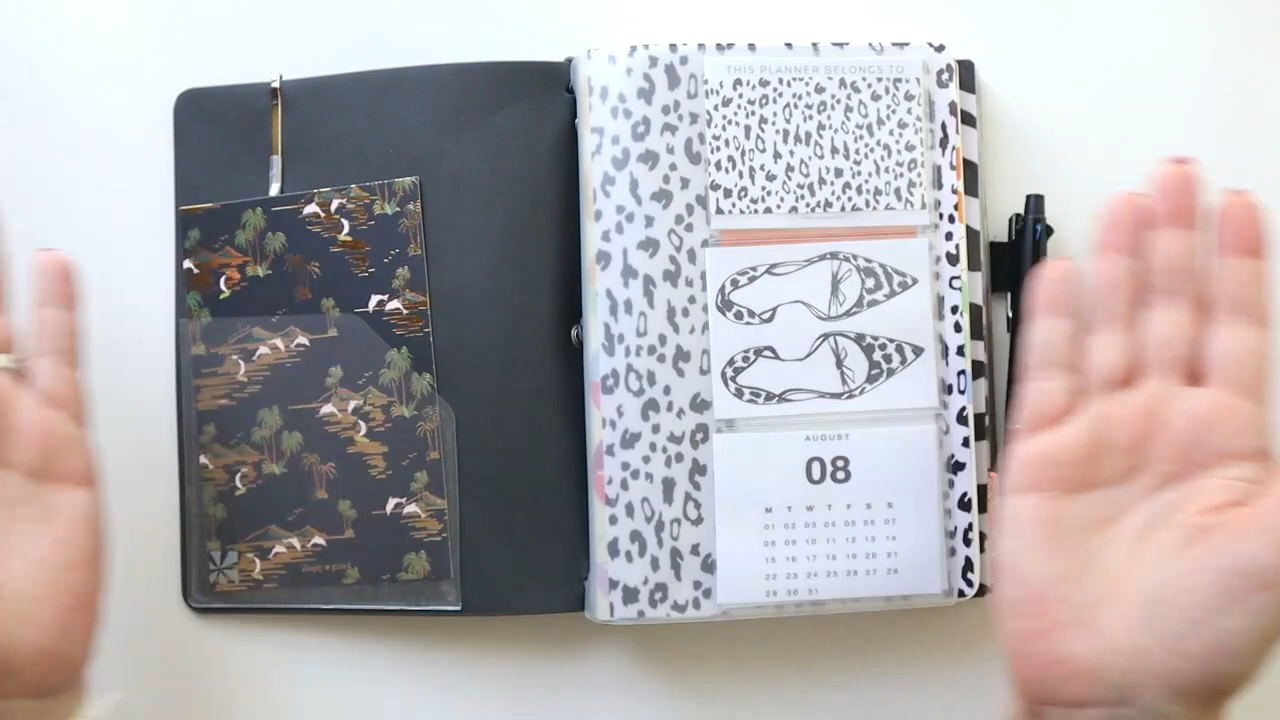 THIS PLANNER BELONGS TO
AUGUST
08
M T W T F S S
01 02 03 04 05 06 07
08 09 10 11 12 13 14
15 16 17 18 19 20 21
22 23 24 25 26 27 28
29 30 31